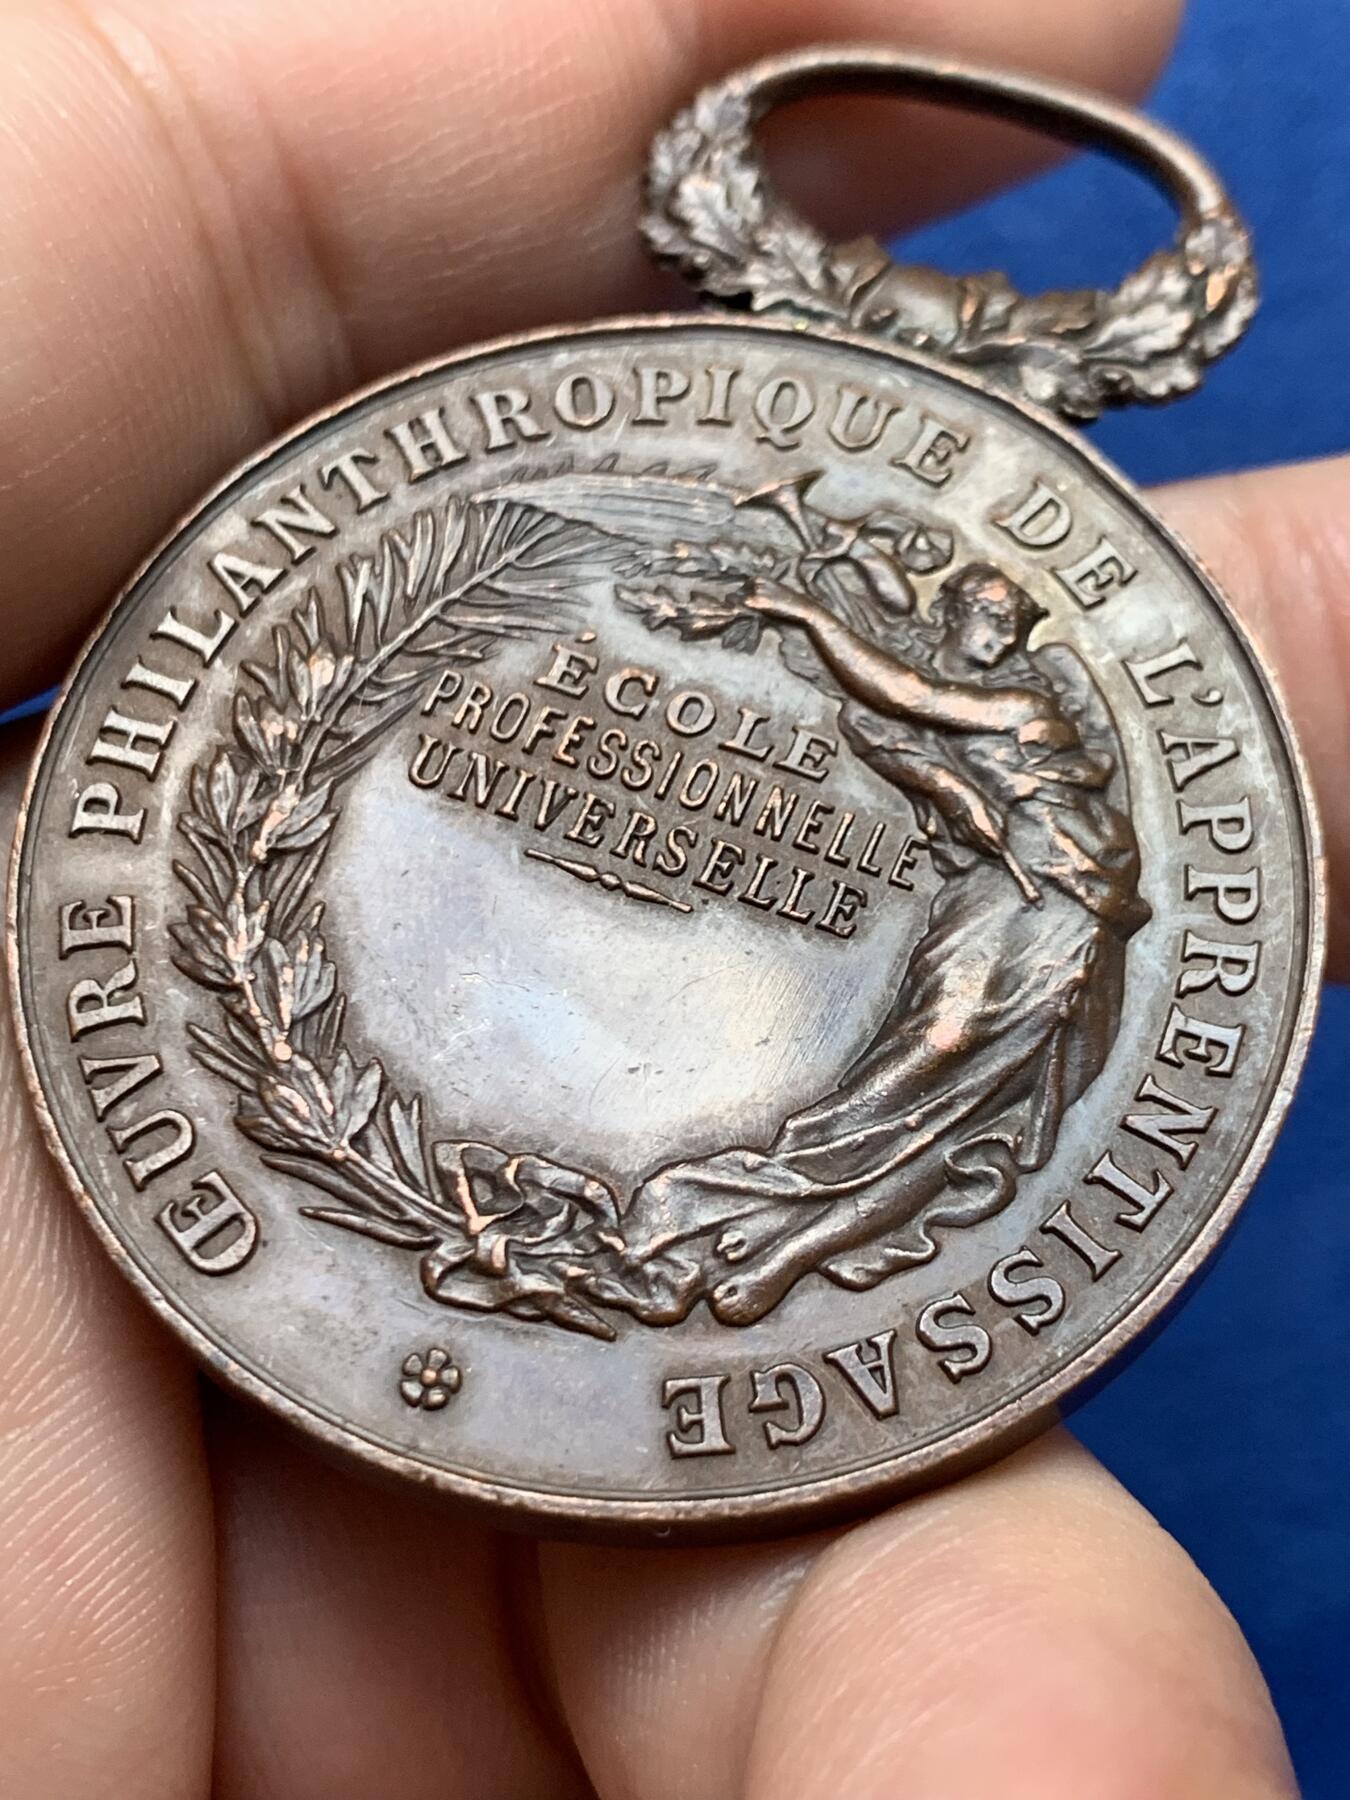 ŒUVRE PHILANTHROPIQUE DE L'APPRENTISSAGE
ÉCOLE
PROFESSIONNELLE
UNIVERSELLE